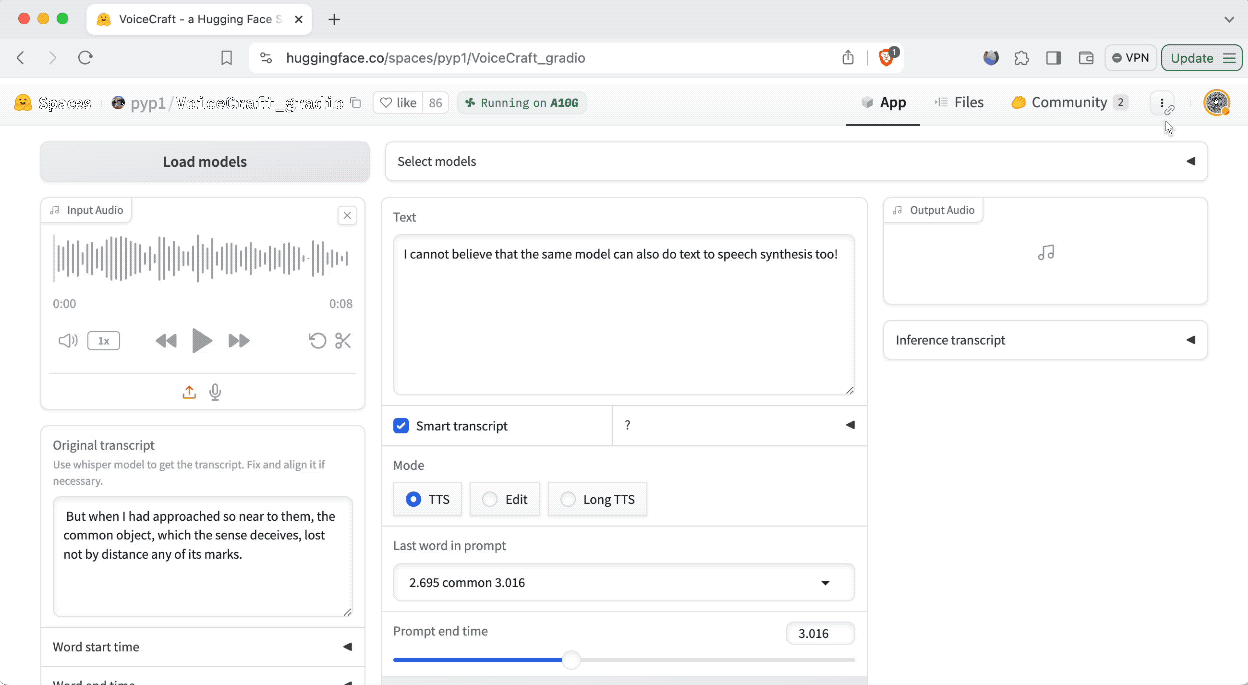 VoiceCraft - a Hugging Face S
huggingface.co/spaces/pyp1/VoiceCraft_gradio
1
VPN
Update
Spaces
pyp1/VoiceCraft_gradio
like 86
Running on A10G
App
Files
Community 2
Load models
Select models
Input Audio
0:00 0:08
1x
Original transcript
Use whisper model to get the transcript. Fix and align it if
necessary.
But when I had approached so near to them, the
common object, which the sense deceives, lost
not by distance any of its marks.
Word start time
Word end time
Text
I cannot believe that the same model can also do text to speech synthesis too!
Smart transcript
?
Mode
TTS Edit Long TTS
Last word in prompt
2.695 common 3.016
Prompt end time 3.016
Output Audio
Inference transcript